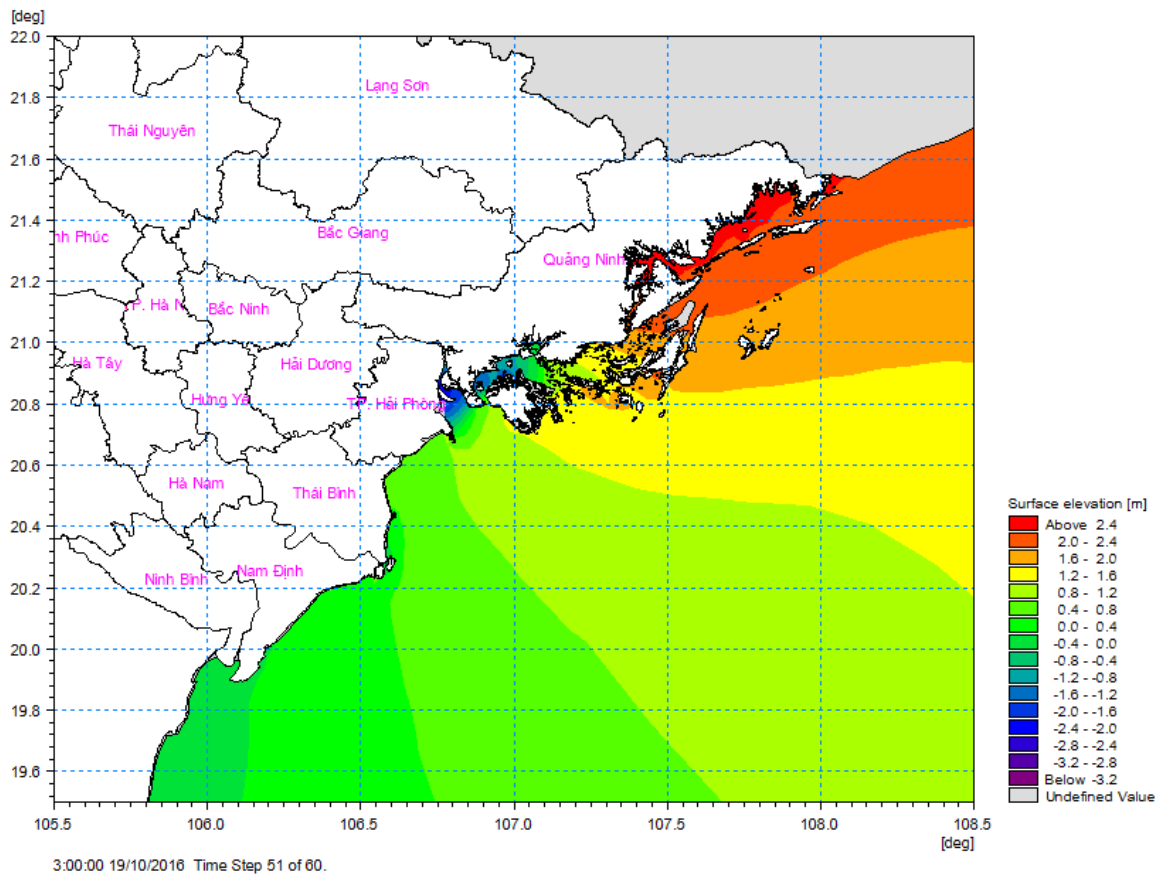 [deg]
22.0
21.8
21.6
21.4
21.2
21.0
20.8
20.6
20.4
20.2
20.0
19.8
19.6
105.5 106.0 106.5 107.0 107.5 108.0 108.5
[deg]
Lạng Sơn
Thái Nguyên
nh Phúc
Bắc Giang
Quảng Ninh
P. Hà N
Bắc Ninh
Hà Tây
Hải Dương
Hưng Yê
TP. Hải Phòng
Hà Nam
Thái Bình
Ninh Bình
Nam Định
Surface elevation [m]
Above 2.4
2.0 - 2.4
1.6 - 2.0
1.2 - 1.6
0.8 - 1.2
0.4 - 0.8
0.0 - 0.4
-0.4 - 0.0
-0.8 - -0.4
-1.2 - -0.8
-1.6 - -1.2
-2.0 - -1.6
-2.4 - -2.0
-2.8 - -2.4
-3.2 - -2.8
Below -3.2
Undefined Value
3:00:00 19/10/2016 Time Step 51 of 60.